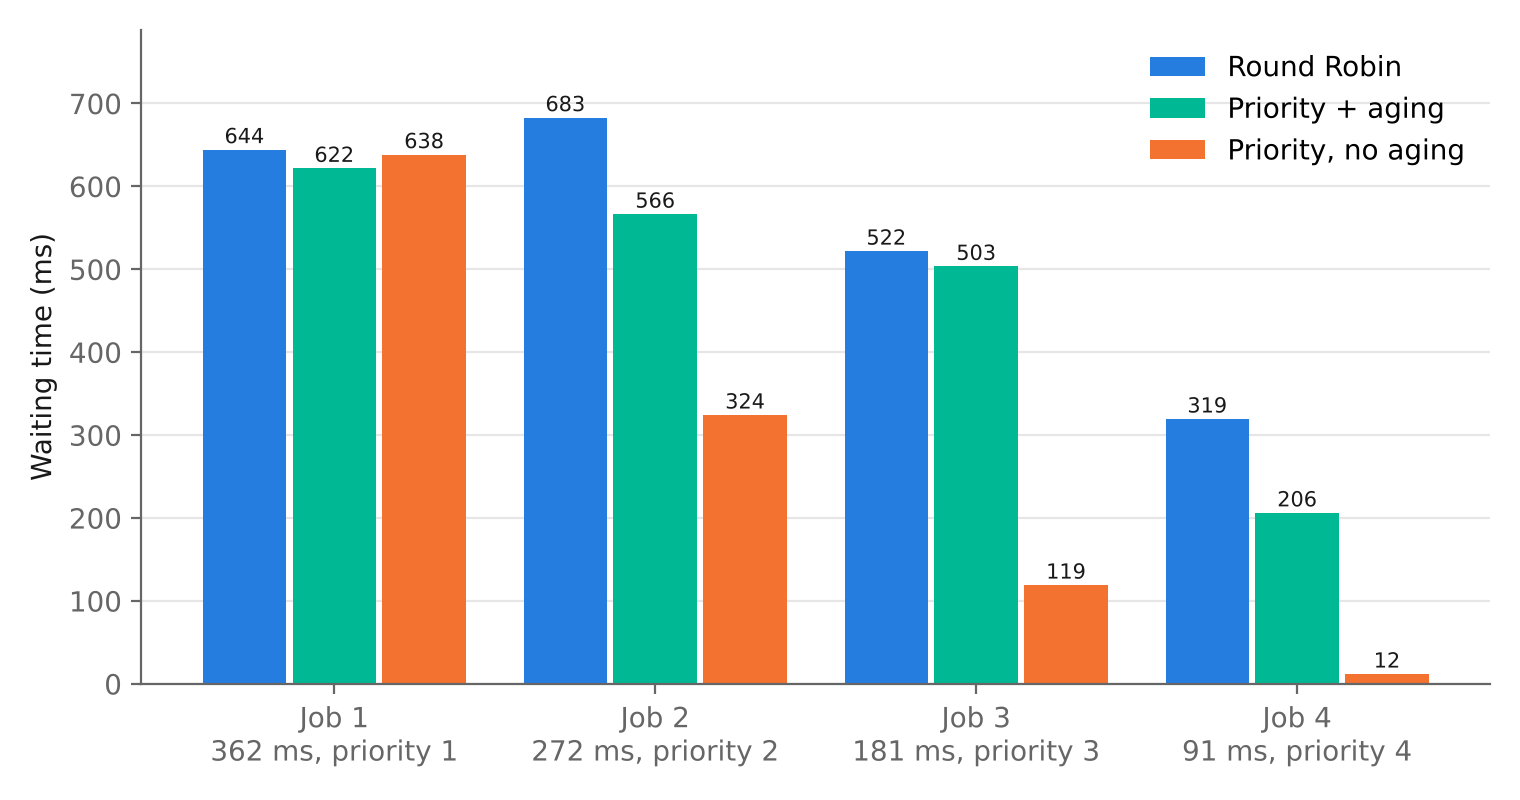 Round Robin
Priority + aging
Priority, no aging
Waiting time (ms)
700
600
500
400
300
200
100
0
644
622
638
683
566
324
522
503
119
319
206
12
Job 1
362 ms, priority 1
Job 2
272 ms, priority 2
Job 3
181 ms, priority 3
Job 4
91 ms, priority 4